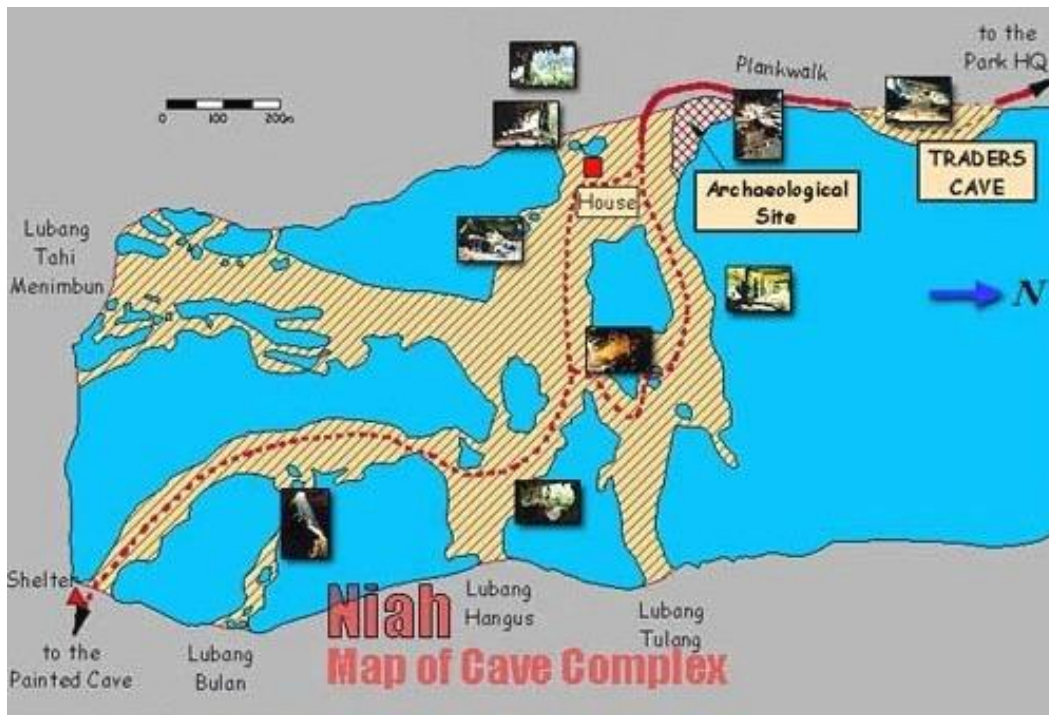 to the
Park HQ
Plankwalk
0 100 200m
TRADERS
CAVE
House
Archaeological
Site
Lubang
Tahi
Menimbun
N
Shelter
to the
Painted Cave
Lubang
Bulan
Niah
Map of Cave Complex
Lubang
Hangus
Lubang
Tulang